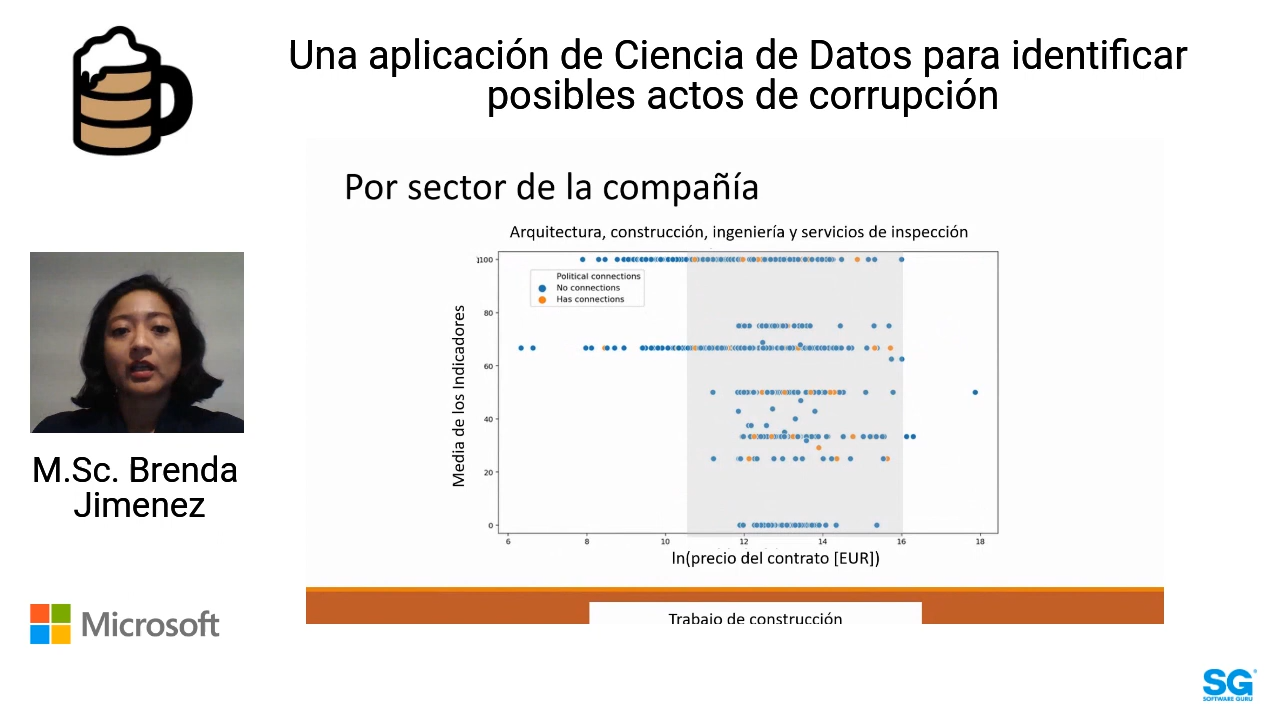 Una aplicación de Ciencia de Datos para identificar
posibles actos de corrupción
Por sector de la compañía
Arquitectura, construcción, ingeniería y servicios de inspección
Media de los Indicadores
100
80
60
40
20
0
Political connections
No connections
Has connections
6 8 10 12 14 16 18
ln(precio del contrato [EUR])
Trabajo de construcción
M.Sc. Brenda
Jimenez
Microsoft
SG
SOFTWARE GURU